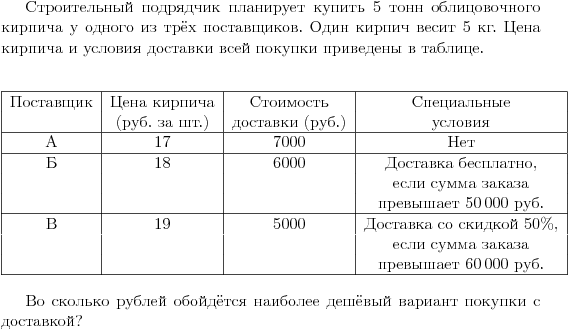 Строительный подрядчик планирует купить 5 тонн облицовочного
кирпича у одного из трёх поставщиков. Один кирпич весит 5 кг. Цена
кирпича и условия доставки всей покупки приведены в таблице.
Поставщик Цена кирпича Стоимость Специальные
(руб. за шт.) доставки (руб.) условия
А 17 7000 Нет
Б 18 6000 Доставка бесплатно,
если сумма заказа
превышает 50 000 руб.
В 19 5000 Доставка со скидкой 50%,
если сумма заказа
превышает 60 000 руб.
Во сколько рублей обойдётся наиболее дешёвый вариант покупки с
доставкой?